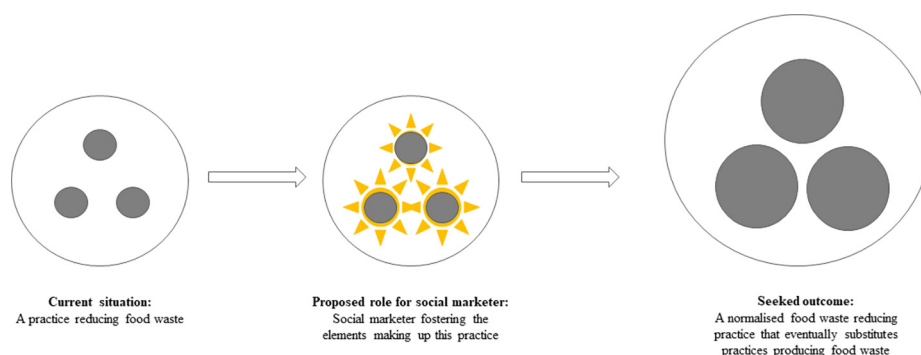 Current situation:
A practice reducing food waste
Proposed role for social marketer:
Social marketer fostering the
elements making up this practice
Seeked outcome:
A normalised food waste reducing
practice that eventually substitutes
practices producing food waste